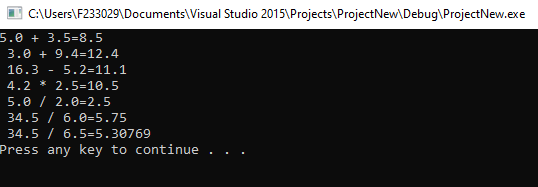 C:\Users\F233029\Documents\Visual Studio 2015\Projects\ProjectNew\Debug\ProjectNew.exe
5.0 + 3.5=8.5
3.0 + 9.4=12.4
16.3 - 5.2=11.1
4.2 * 2.5=10.5
5.0 / 2.0=2.5
34.5 / 6.0=5.75
34.5 / 6.5=5.30769
Press any key to continue . . .